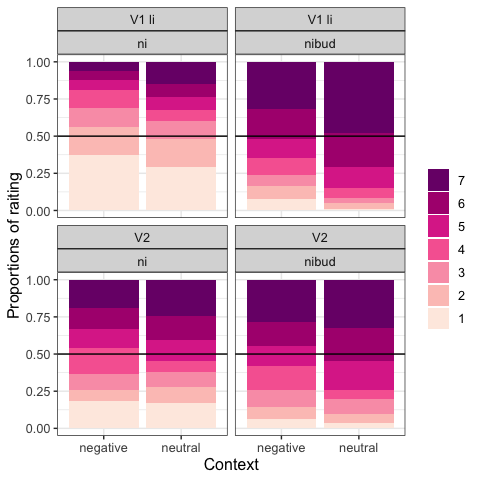 V1 li
V1 li
ni
nibud
1.00
0.75
0.50
0.25
0.00
V2
V2
ni
nibud
1.00
0.75
0.50
0.25
0.00
negative
neutral
negative
neutral
Context
Proportions of raiting
7
6
5
4
3
2
1